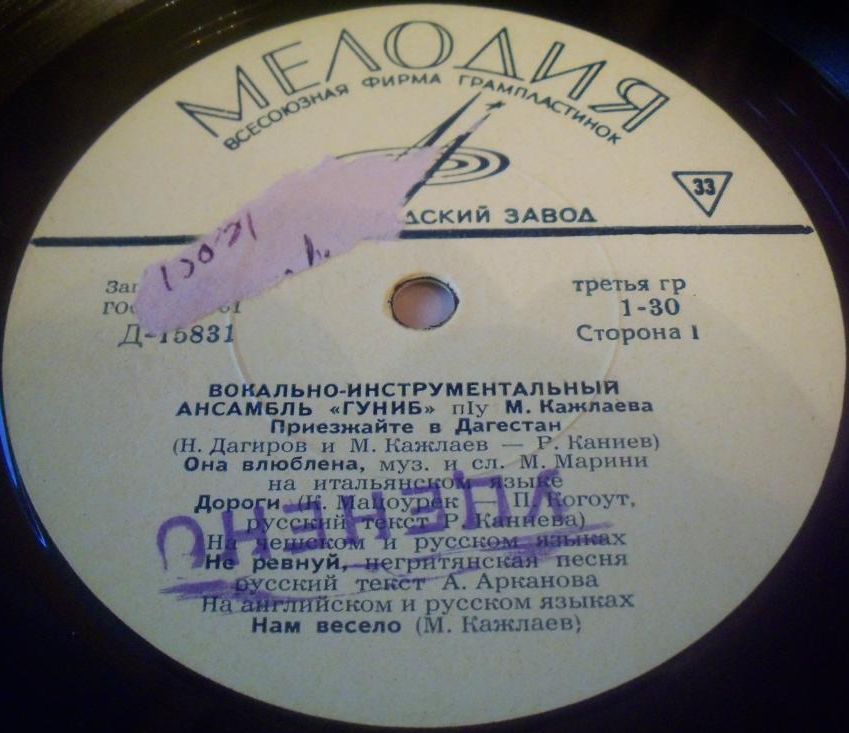 МЕЛОДИЯ
ВСЕСОЮЗНАЯ ФИРМА ГРАМПЛАСТИНОК
33
ДСКИЙ ЗАВОД
третья гр
1-30
Д-15831
Сторона 1
ВОКАЛЬНО-ИНСТРУМЕНТАЛЬНЫЙ
АНСАМБЛЬ «ГУНИБ» п/у М. Кажлаева
Приезжайте в Дагестан
(Н. Дагиров и М. Кажлаев — Р. Каниев)
Она влюблена, муз. и сл. М. Марини
на итальянском языке
Дороги (К. Мацоурек — П. Когоут,
русский текст Р. Каниева)
На чешском и русском языках
Не ревнуй, негритянская песня
русский текст А. Арканова
На английском и русском языках
Нам весело (М. Кажлаев)